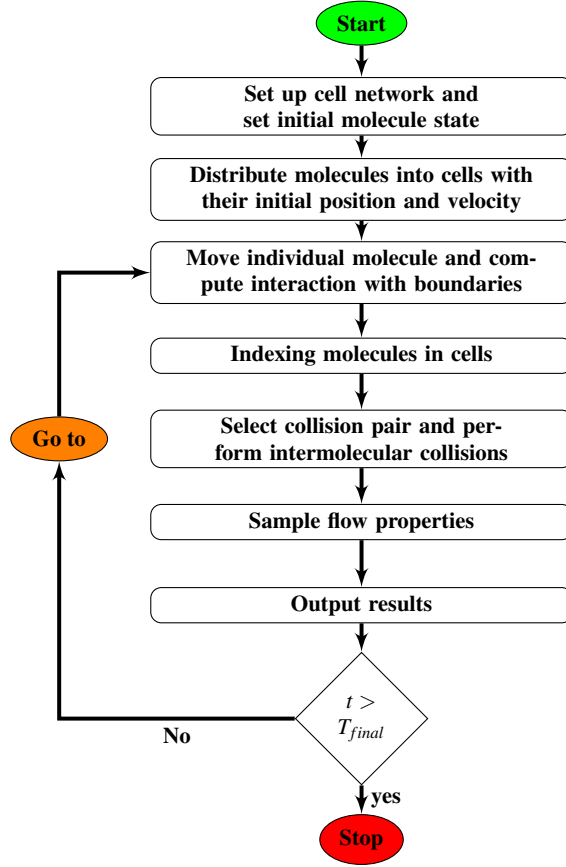 Start
Set up cell network and
set initial molecule state
Distribute molecules into cells with
their initial position and velocity
Move individual molecule and com-
pute interaction with boundaries
Indexing molecules in cells
Go to
Select collision pair and per-
form intermolecular collisions
Sample flow properties
Output results
t >
T_{final}
No
yes
Stop